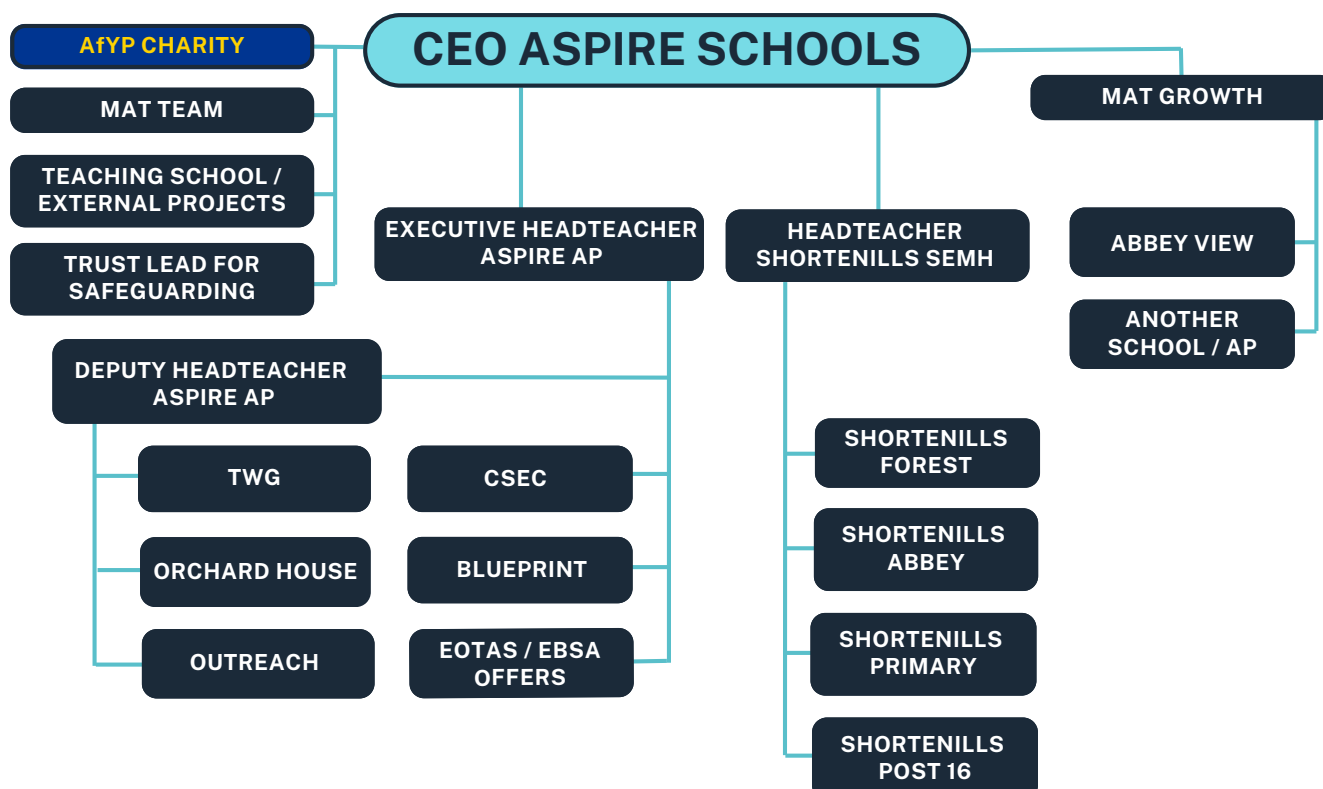 AfYP CHARITY
CEO ASPIRE SCHOOLS
MAT TEAM
MAT GROWTH
TEACHING SCHOOL /
EXTERNAL PROJECTS
TRUST LEAD FOR
SAFEGUARDING
EXECUTIVE HEADTEACHER
ASPIRE AP
HEADTEACHER
SHORTENILLS SEMH
ABBEY VIEW
ANOTHER
SCHOOL / AP
DEPUTY HEADTEACHER
ASPIRE AP
TWG
ORCHARD HOUSE
OUTREACH
CSEC
BLUEPRINT
EOTAS / EBSA
OFFERS
SHORTENILLS
FOREST
SHORTENILLS
ABBEY
SHORTENILLS
PRIMARY
SHORTENILLS
POST 16